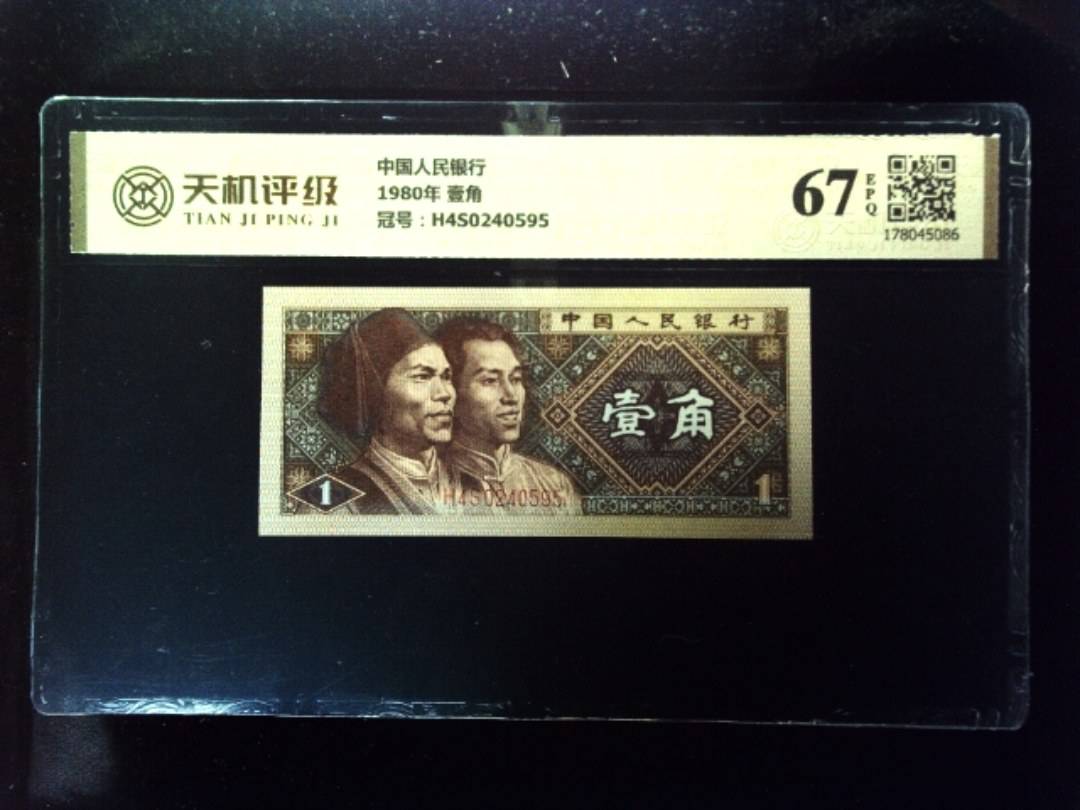 天机评级
TIAN JI PING JI
中国人民银行
1980年 壹角
冠号：H4S0240595
67
EPQ
178045086
中国人民银行
壹角
1
H4S0240595
1